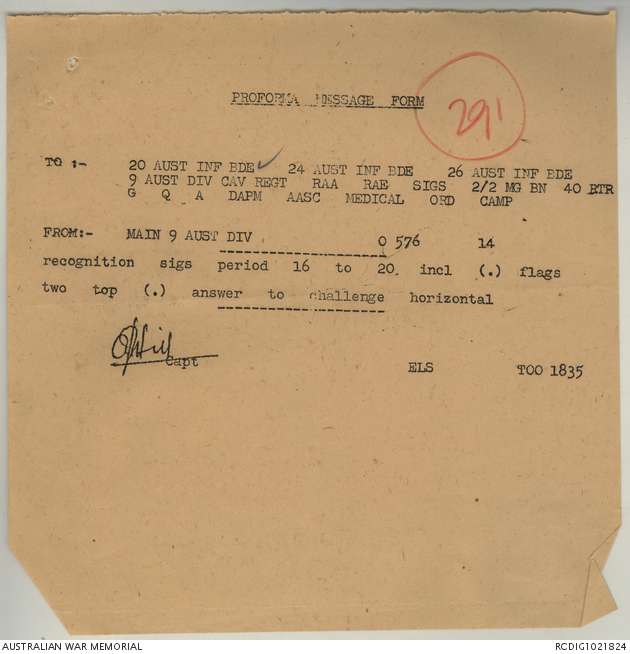 PROFORMA MESSAGE FORM
291
TO :- 20 AUST INF BDE ✓ 24 AUST INF BDE 26 AUST INF BDE
9 AUST DIV CAV REGT RAA RAE SIGS 2/2 MG BN 40 RTR
G Q A DAPM AASC MEDICAL ORD CAMP
FROM:- MAIN 9 AUST DIV O 576 14
recognition sigs period 16 to 20 incl (.) flags
two top (.) answer to challenge horizontal
Capt
ELS TOO 1835
AUSTRALIAN WAR MEMORIAL RCDIG1021824